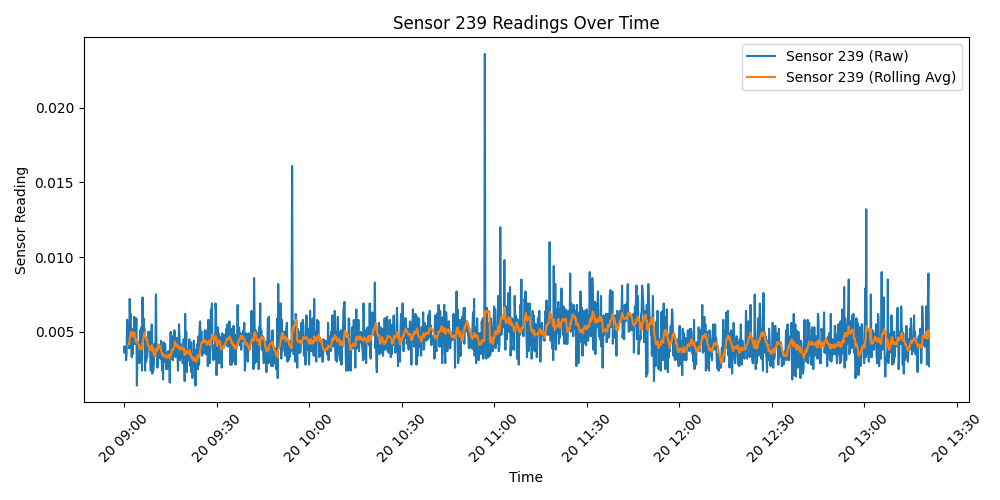 Sensor 239 Readings Over Time
Sensor 239 (Raw)
Sensor 239 (Rolling Avg)
Sensor Reading
0.020
0.015
0.010
0.005
20 09:00
20 09:30
20 10:00
20 10:30
20 11:00
20 11:30
20 12:00
20 12:30
20 13:00
20 13:30
Time